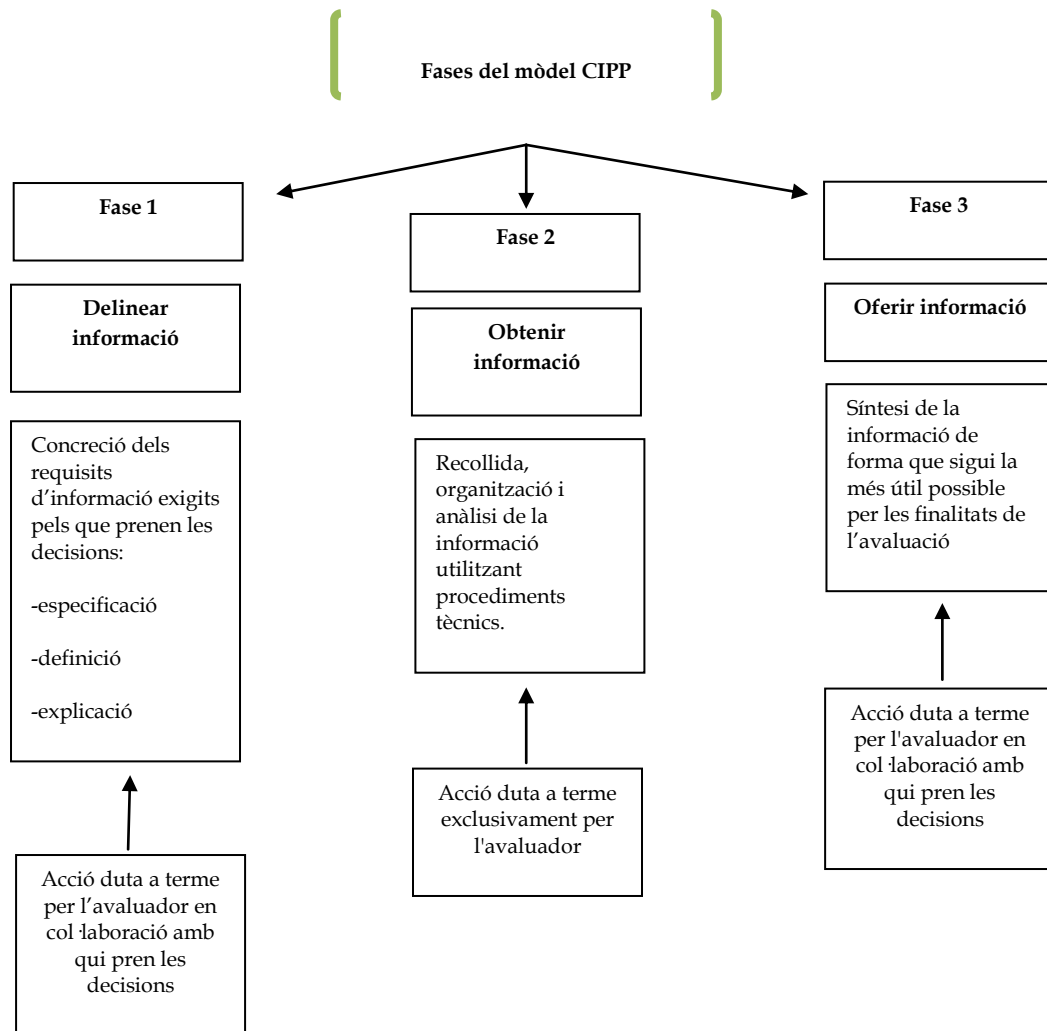 Fases del mòdel CIPP
Fase 1
Delinear
informació
Concreció dels
requisits
d’informació exigits
pels que prenen les
decisions:
-especificació
-definició
-explicació
Acció duta a terme
per l’avaluador en
col·laboració amb
qui pren les
decisions
Fase 2
Obtenir
informació
Recollida,
organització i
anàlisi de la
informació
utilitzant
procediments
tècnics.
Acció duta a terme
exclusivament per
l'avaluador
Fase 3
Oferir informació
Síntesi de la
informació de
forma que sigui la
més útil possible
per les finalitats de
l’avaluació
Acció duta a terme
per l'avaluador en
col·laboració amb
qui pren les
decisions